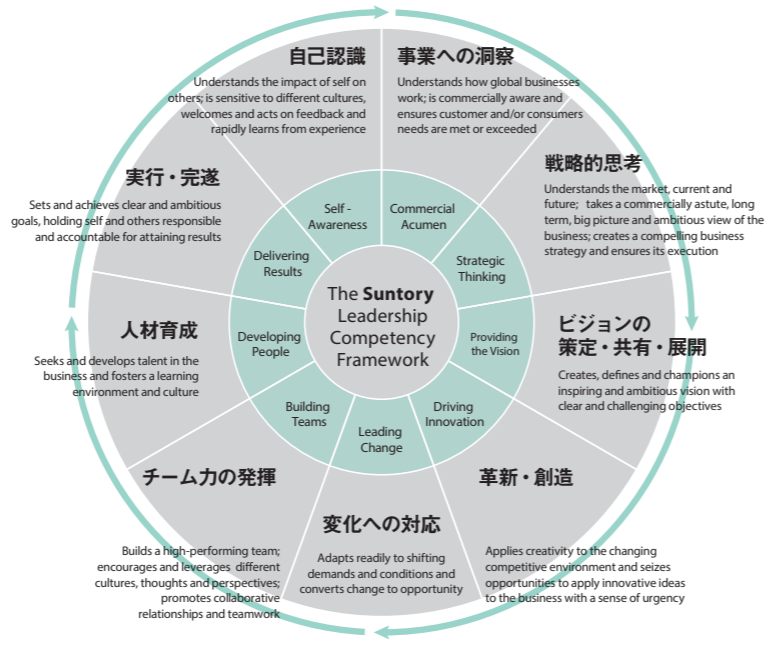 The Suntory
Leadership
Competency
Framework
事業への洞察
Understands how global businesses
work; is commercially aware and
ensures customer and/or consumers
needs are met or exceeded
Commercial
Acumen
戦略的思考
Understands the market, current and
future; takes a commercially astute, long
term, big picture and ambitious view of the
business; creates a compelling business
strategy and ensures its execution
Strategic
Thinking
ビジョンの
策定・共有・展開
Creates, defines and champions an
inspiring and ambitious vision with
clear and challenging objectives
Providing
the Vision
革新・創造
Applies creativity to the changing
competitive environment and seizes
opportunities to apply innovative ideas
to the business with a sense of urgency
Driving
Innovation
変化への対応
Adapts readily to shifting
demands and conditions and
converts change to opportunity
Leading
Change
チーム力の発揮
Builds a high-performing team;
encourages and leverages different
cultures, thoughts and perspectives;
promotes collaborative
relationships and teamwork
Building
Teams
人材育成
Seeks and develops talent in the
business and fosters a learning
environment and culture
Developing
People
実行・完遂
Sets and achieves clear and ambitious
goals, holding self and others responsible
and accountable for attaining results
Delivering
Results
自己認識
Understands the impact of self on
others; is sensitive to different cultures,
welcomes and acts on feedback and
rapidly learns from experience
Self -
Awareness